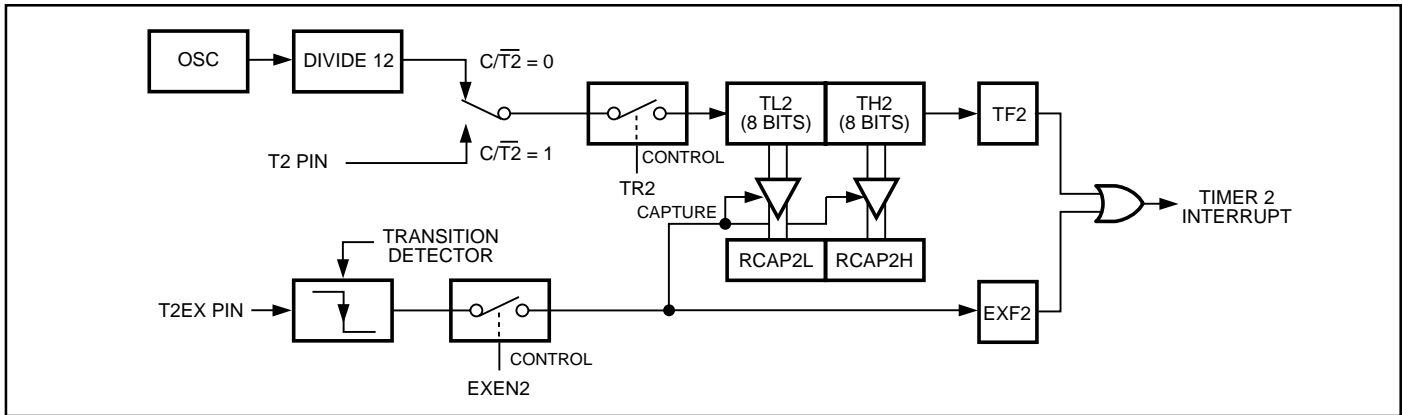 OSC
DIVIDE 12
C/T2 = 0
TL2
(8 BITS)
TH2
(8 BITS)
TF2
C/T2 = 1
T2 PIN
CONTROL
TR2
CAPTURE
TIMER 2
INTERRUPT
TRANSITION
DETECTOR
RCAP2L
RCAP2H
T2EX PIN
EXF2
CONTROL
EXEN2